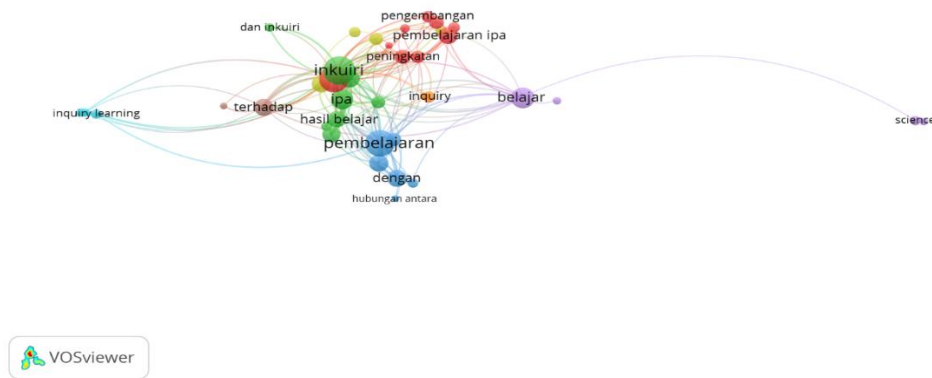 pengembangan
dan inkuiri
pembelajaran ipa
peningkatan
inkuiri
inquiry
belajar
ipa
terhadap
inquiry learning
hasil belajar
science
pembelajaran
dengan
hubungan antara
VOSviewer